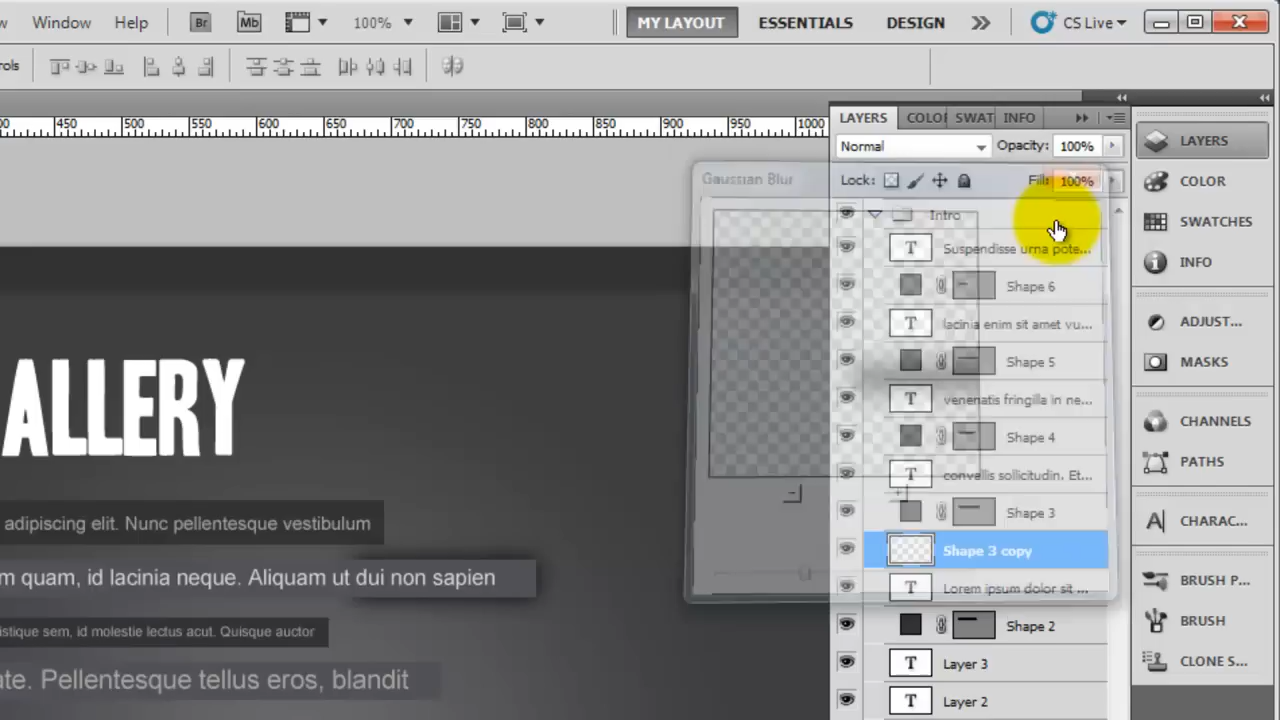 Window Help Br Mb 100% MY LAYOUT ESSENTIALS DESIGN CS Live
rols
450 500 550 600 650 700 750 800 850 900 950 1000
LAYERS COLO SWAT INFO
Normal Opacity: 100%
Lock: Fill: 100%
Gaussian Blur
Intro
Suspendisse urna pote...
Shape 6
lacinia enim sit amet vu...
Shape 5
venenatis fringilla in ne...
Shape 4
convallis sollicitudin. Et...
Shape 3
Shape 3 copy
Lorem ipsum dolor sit ...
Shape 2
Layer 3
Layer 2
LAYERS
COLOR
SWATCHES
INFO
ADJUST...
MASKS
CHANNELS
PATHS
CHARAC...
BRUSH P...
BRUSH
CLONE S...
ALLERY
adipiscing elit. Nunc pellentesque vestibulum
m quam, id lacinia neque. Aliquam ut dui non sapien
istique sem, id molestie lectus acut. Quisque auctor
ate. Pellentesque tellus eros, blandit